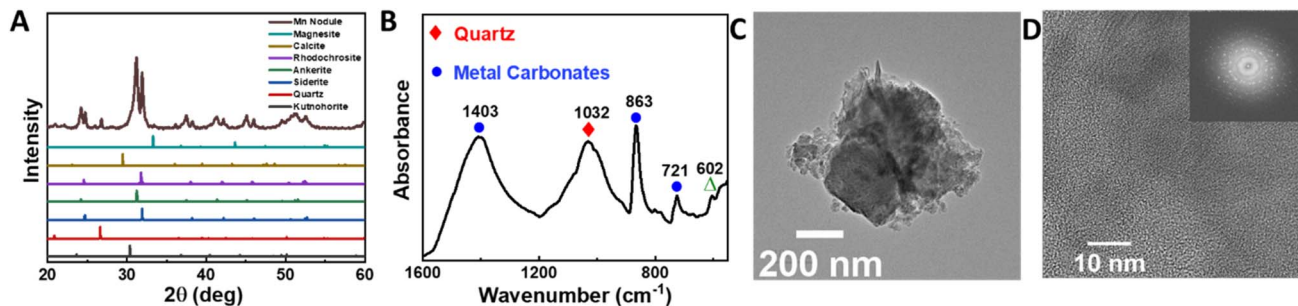 A
Intensity
Mn Nodule
Magnesite
Calcite
Rhodochrosite
Ankerite
Siderite
Quartz
Kutnohorite
20 30 40 50 60
2θ (deg)
B
Absorbance
Quartz
Metal Carbonates
1403
1032
863
721
602
1600 1200 800
Wavenumber (cm⁻¹)
C
200 nm
D
10 nm